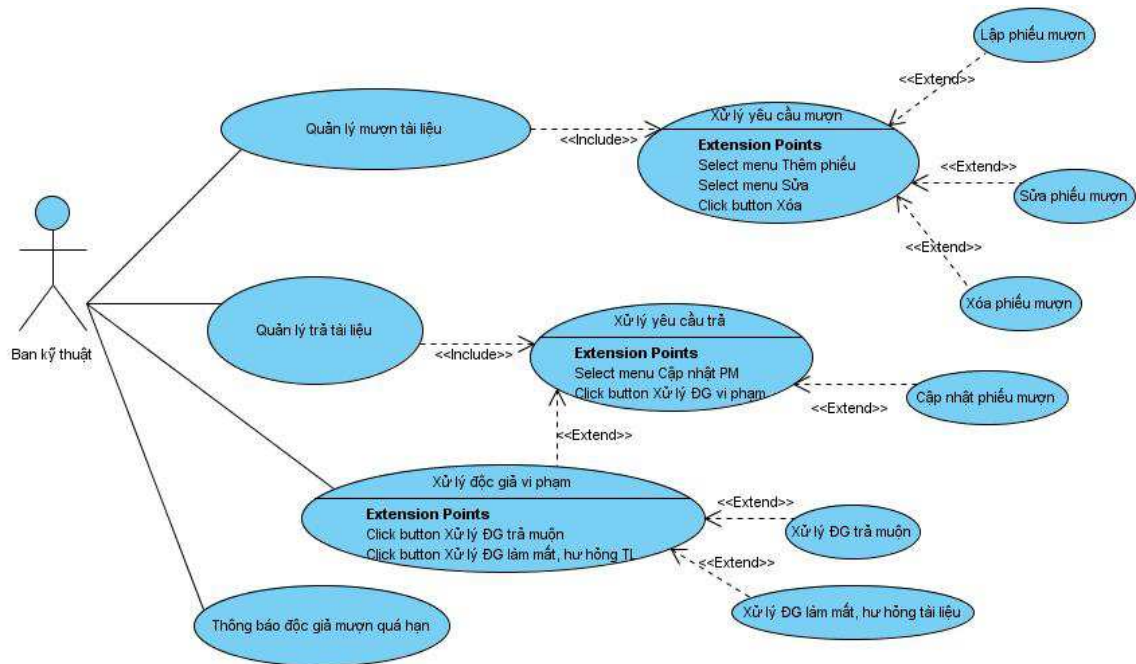 Lập phiếu mượn
<<Extend>>
Quản lý mượn tài liệu
<<Include>>
Xử lý yêu cầu mượn
Extension Points
Select menu Thêm phiếu
Select menu Sửa
Click button Xóa
<<Extend>>
Sửa phiếu mượn
<<Extend>>
Xóa phiếu mượn
Ban kỹ thuật
Quản lý trả tài liệu
<<Include>>
Xử lý yêu cầu trả
Extension Points
Select menu Cập nhật PM
Click button Xử lý ĐG vi phạm
<<Extend>>
Cập nhật phiếu mượn
<<Extend>>
Xử lý độc giả vi phạm
Extension Points
Click button Xử lý ĐG trả muộn
Click button Xử lý ĐG làm mất, hư hỏng TL
<<Extend>>
Xử lý ĐG trả muộn
<<Extend>>
Xử lý ĐG làm mất, hư hỏng tài liệu
Thông báo độc giả mượn quá hạn